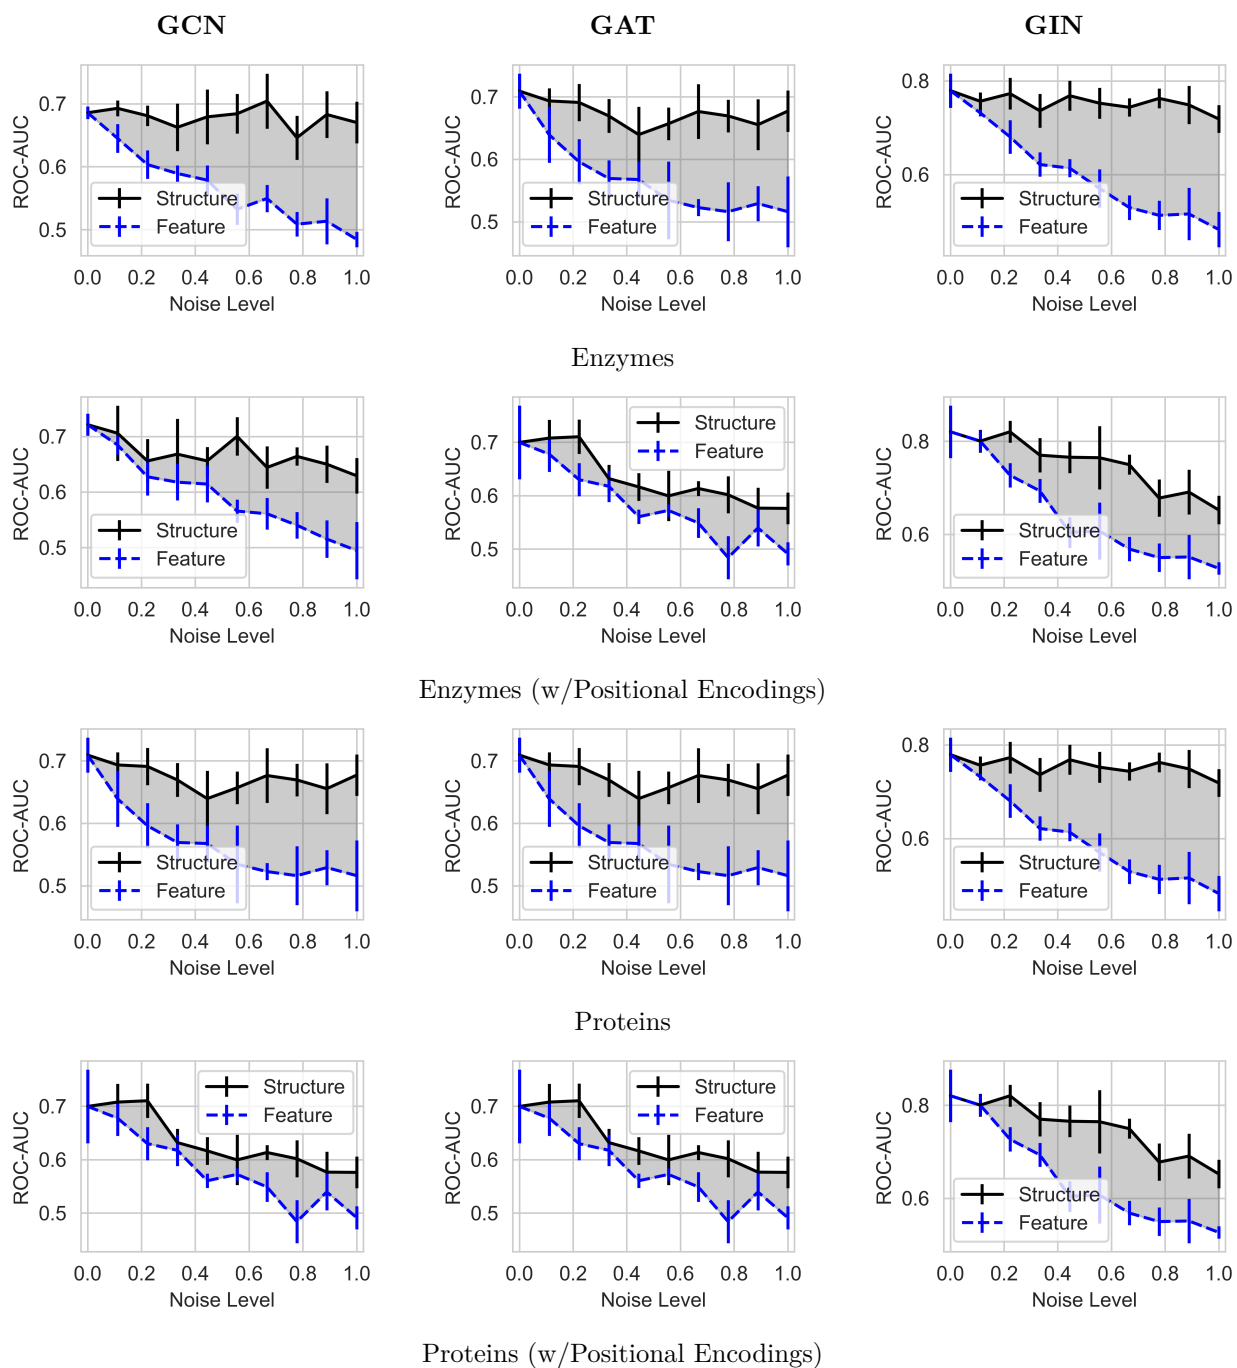 GCN GAT GIN
0.7
0.6
0.5
ROC-AUC
Structure
Feature
0.0 0.2 0.4 0.6 0.8 1.0
Noise Level
0.7
0.6
0.5
ROC-AUC
Structure
Feature
0.0 0.2 0.4 0.6 0.8 1.0
Noise Level
0.8
0.6
ROC-AUC
Structure
Feature
0.0 0.2 0.4 0.6 0.8 1.0
Noise Level
Enzymes
0.7
0.6
0.5
ROC-AUC
Structure
Feature
0.0 0.2 0.4 0.6 0.8 1.0
Noise Level
0.7
0.6
0.5
ROC-AUC
Structure
Feature
0.0 0.2 0.4 0.6 0.8 1.0
Noise Level
0.8
0.6
ROC-AUC
Structure
Feature
0.0 0.2 0.4 0.6 0.8 1.0
Noise Level
Enzymes (w/Positional Encodings)
0.7
0.6
0.5
ROC-AUC
Structure
Feature
0.0 0.2 0.4 0.6 0.8 1.0
Noise Level
0.7
0.6
0.5
ROC-AUC
Structure
Feature
0.0 0.2 0.4 0.6 0.8 1.0
Noise Level
0.8
0.6
ROC-AUC
Structure
Feature
0.0 0.2 0.4 0.6 0.8 1.0
Noise Level
Proteins
0.7
0.6
0.5
ROC-AUC
Structure
Feature
0.0 0.2 0.4 0.6 0.8 1.0
Noise Level
0.7
0.6
0.5
ROC-AUC
Structure
Feature
0.0 0.2 0.4 0.6 0.8 1.0
Noise Level
0.8
0.6
ROC-AUC
Structure
Feature
0.0 0.2 0.4 0.6 0.8 1.0
Noise Level
Proteins (w/Positional Encodings)